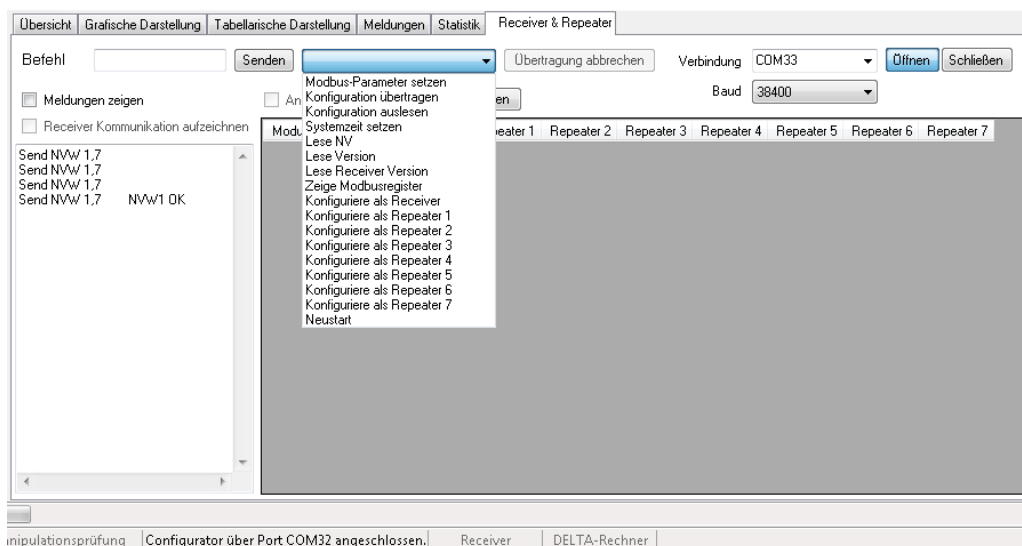 Übersicht Grafische Darstellung Tabellarische Darstellung Meldungen Statistik Receiver & Repeater
Befehl Senden Übertragung abbrechen Verbindung COM33 Öffnen Schließen
Baud 38400
Meldungen zeigen
Receiver Kommunikation aufzeichnen
Modbus-Parameter setzen
Konfiguration übertragen
Konfiguration auslesen
Systemzeit setzen
Lese NV
Lese Version
Lese Receiver Version
Zeige Modbusregister
Konfiguriere als Receiver
Konfiguriere als Repeater 1
Konfiguriere als Repeater 2
Konfiguriere als Repeater 3
Konfiguriere als Repeater 4
Konfiguriere als Repeater 5
Konfiguriere als Repeater 6
Konfiguriere als Repeater 7
Neustart
An en
Modu peater 1 Repeater 2 Repeater 3 Repeater 4 Repeater 5 Repeater 6 Repeater 7
Send NVW 1,7
Send NVW 1,7
Send NVW 1,7
Send NVW 1,7 NVW1 OK
nipulationsprüfung Configurator über Port COM32 angeschlossen. Receiver DELTA-Rechner